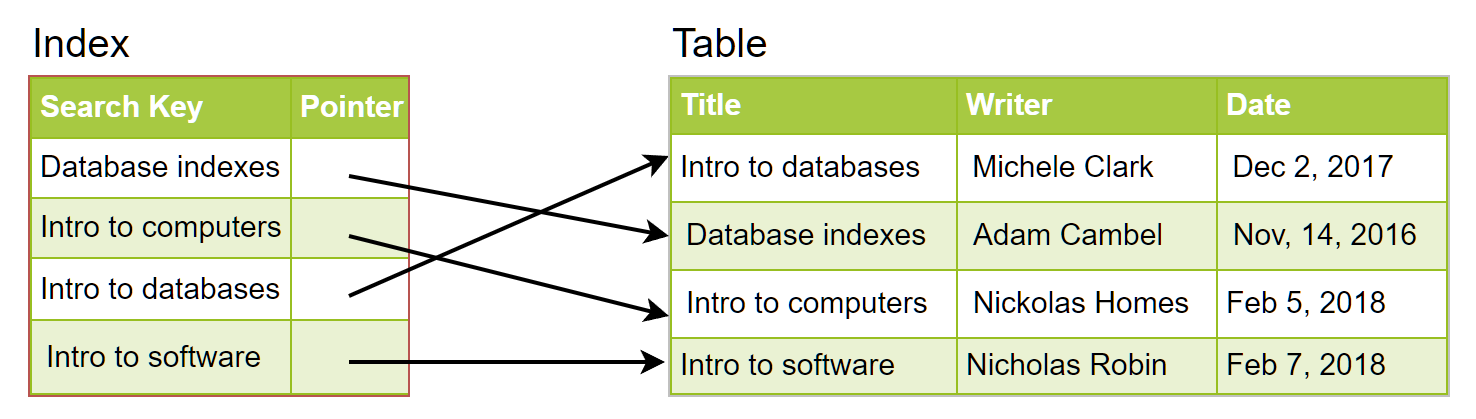 Index
Search Key Pointer
Database indexes
Intro to computers
Intro to databases
Intro to software
Table
Title Writer Date
Intro to databases Michele Clark Dec 2, 2017
Database indexes Adam Cambel Nov, 14, 2016
Intro to computers Nickolas Homes Feb 5, 2018
Intro to software Nicholas Robin Feb 7, 2018